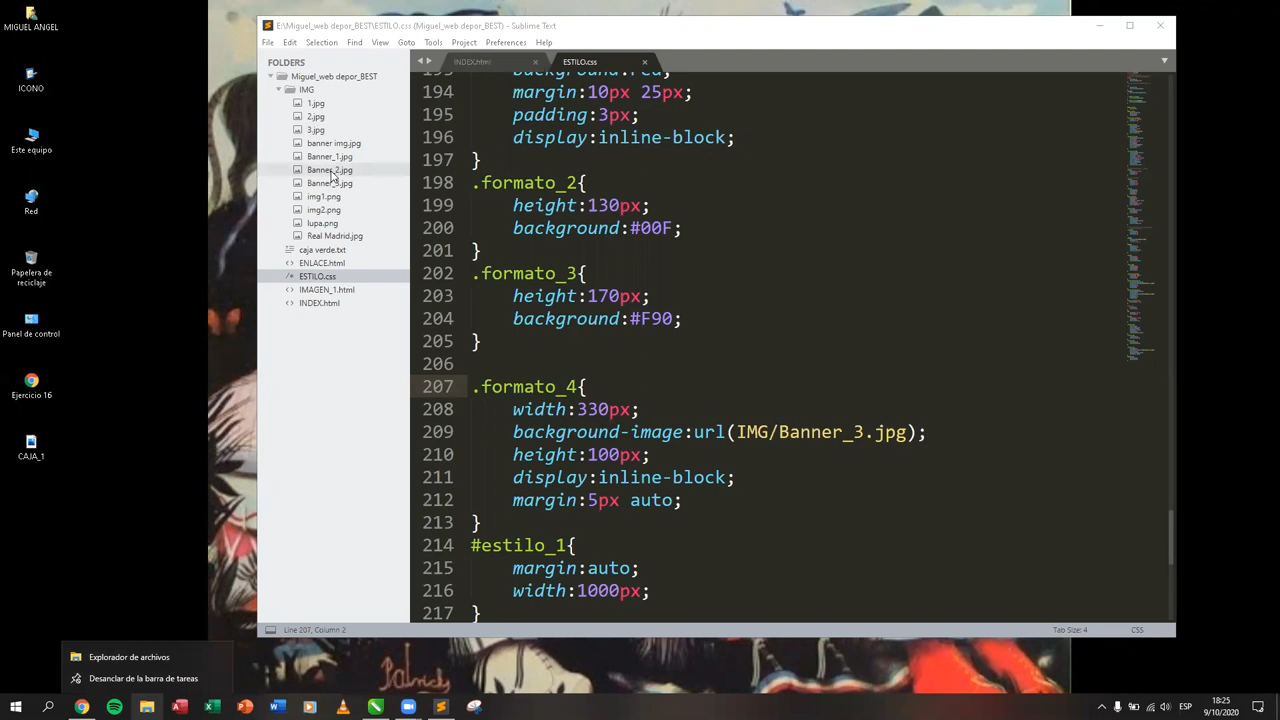 MIGUEL ANGEL
ICONO
Este equipo
Red
Papelera de
reciclaje
Panel de control
Ejercicio 16
CAJA_1
E:\Miguel_web depor_BEST\ESTILO.css (Miguel_web depor_BEST) - Sublime Text
File Edit Selection Find View Goto Tools Project Preferences Help
FOLDERS
Miguel_web depor_BEST
IMG
1.jpg
2.jpg
3.jpg
banner img.jpg
Banner_1.jpg
Banner_2.jpg
Banner_3.jpg
img1.png
img2.png
lupa.png
Real Madrid.jpg
caja verde.txt
ENLACE.html
ESTILO.css
IMAGEN_1.html
INDEX.html
INDEX.html ESTILO.css
193 background:red;
194 margin:10px 25px;
195 padding:3px;
196 display:inline-block;
197 }
198 .formato_2{
199 height:130px;
200 background:#00F;
201 }
202 .formato_3{
203 height:170px;
204 background:#F90;
205 }
206
207 .formato_4{
208 width:330px;
209 background-image:url(IMG/Banner_3.jpg);
210 height:100px;
211 display:inline-block;
212 margin:5px auto;
213 }
214 #estilo_1{
215 margin:auto;
216 width:1000px;
217 }
Line 207, Column 2 Tab Size: 4 CSS
Explorador de archivos
Desanclar de la barra de tareas
ESP
18:25
9/10/2020